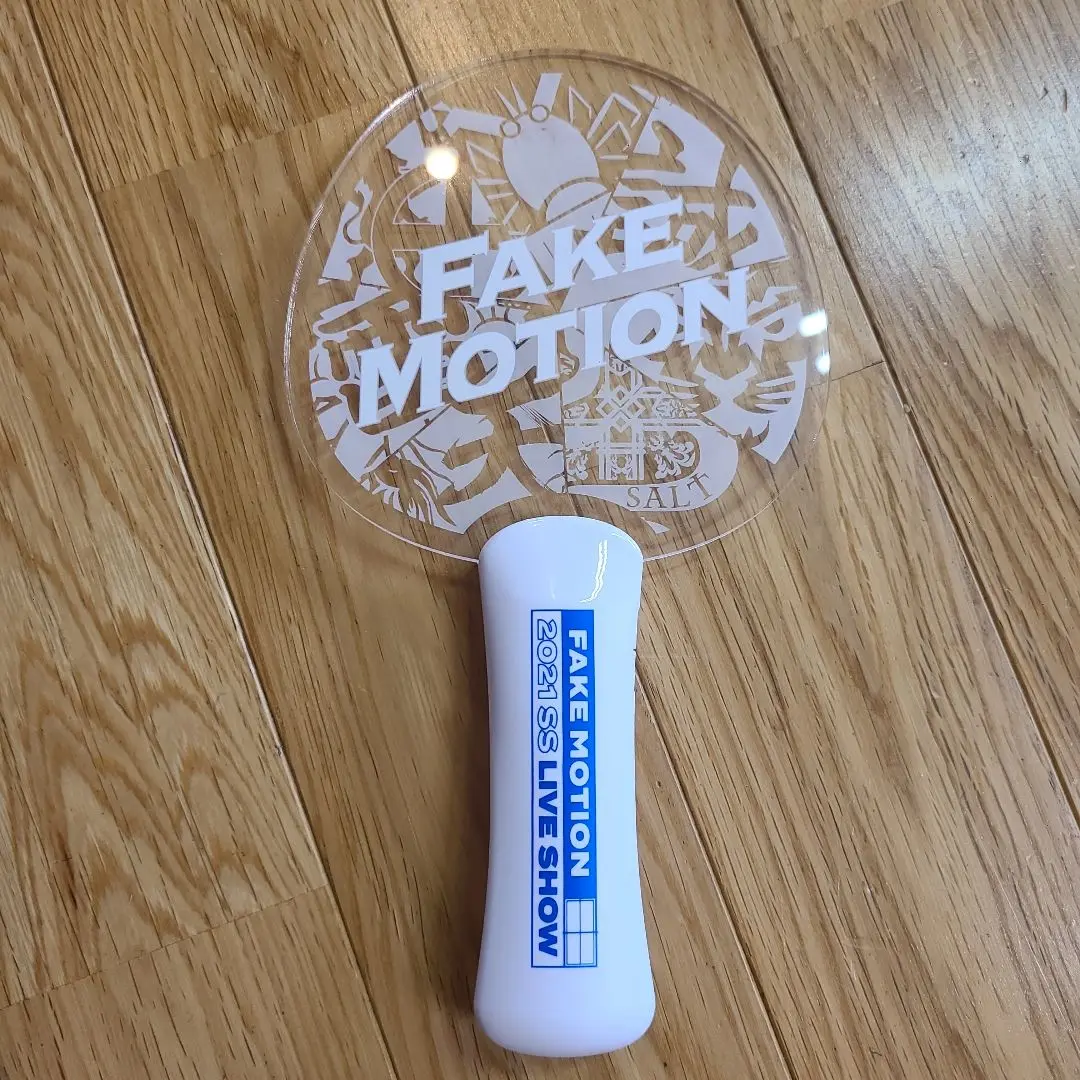 FAKE
MOTION
SALT
FAKE MOTION
2021 SS LIVE SHOW